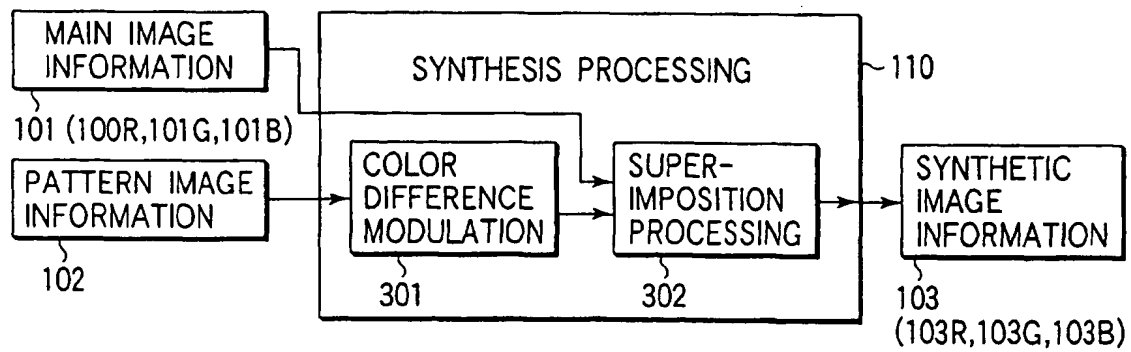 MAIN IMAGE
INFORMATION
101 (100R,101G,101B)
PATTERN IMAGE
INFORMATION
102
SYNTHESIS PROCESSING
110
COLOR
DIFFERENCE
MODULATION
301
SUPER-
IMPOSITION
PROCESSING
302
SYNTHETIC
IMAGE
INFORMATION
103
(103R,103G,103B)